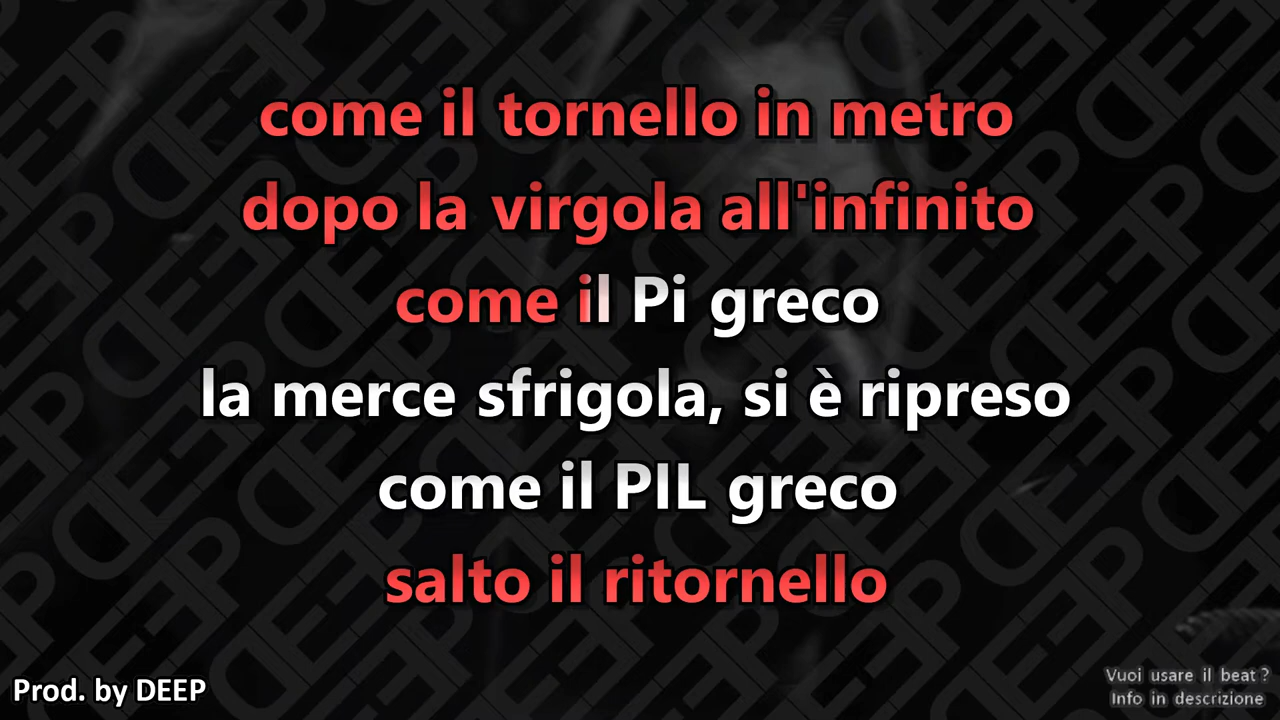 come il tornello in metro
dopo la virgola all'infinito
come il Pi greco
la merce sfrigola, si è ripreso
come il PIL greco
salto il ritornello
Prod. by DEEP
Vuoi usare il beat ?
Info in descrizione